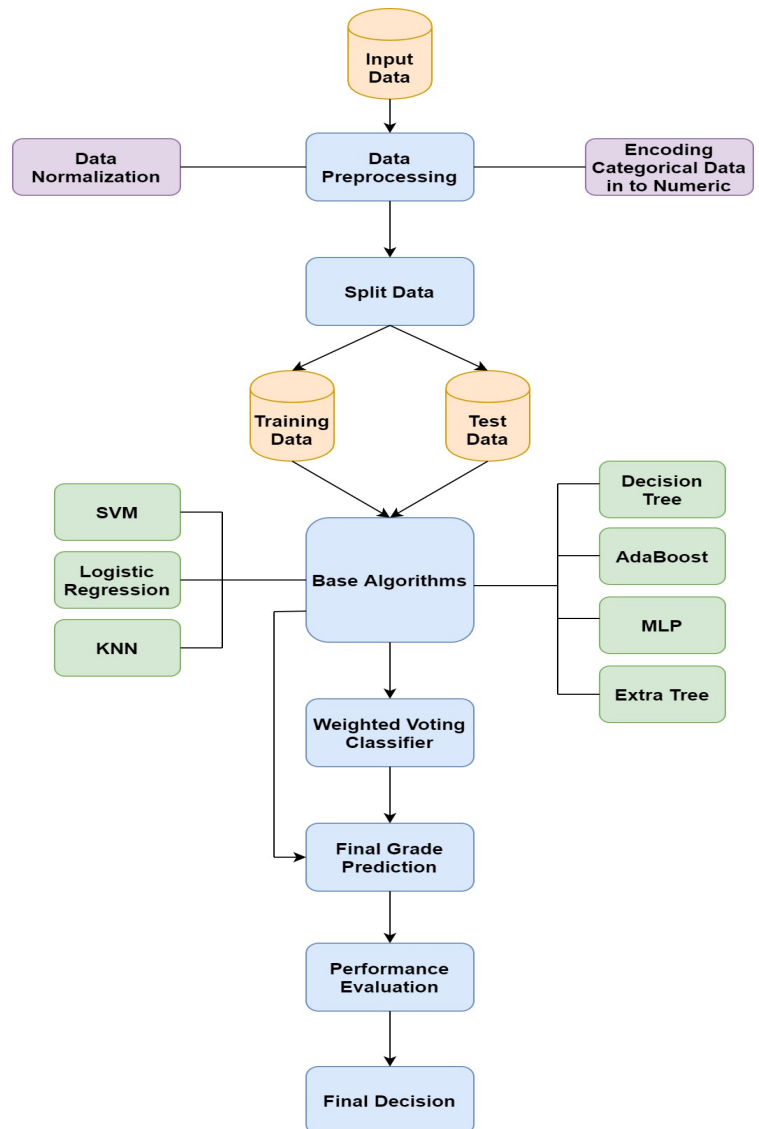 Input
Data
Data
Normalization
Data
Preprocessing
Encoding
Categorical Data
in to Numeric
Split Data
Training
Data
Test
Data
SVM
Logistic
Regression
KNN
Base Algorithms
Decision
Tree
AdaBoost
MLP
Extra Tree
Weighted Voting
Classifier
Final Grade
Prediction
Performance
Evaluation
Final Decision